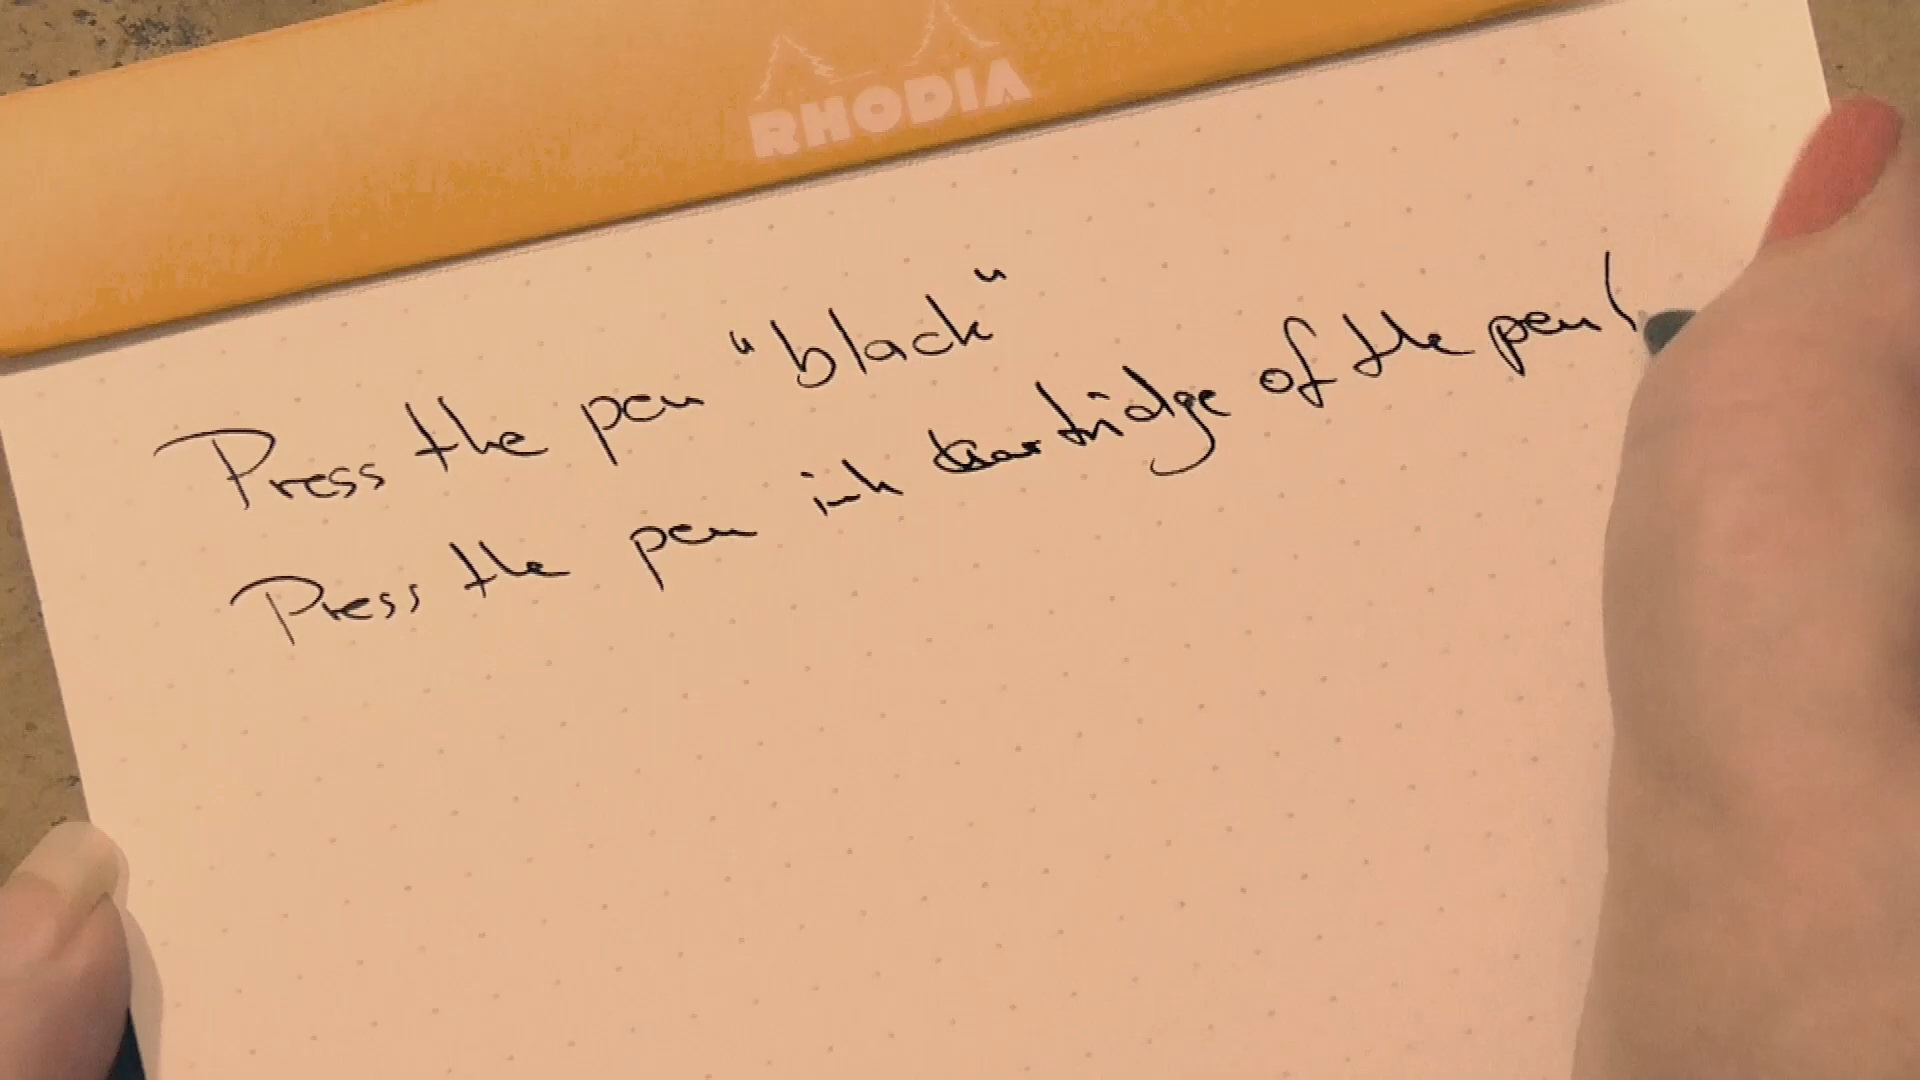 RHODIA
Press the pen "black"
Press the pen ink cartridge of the pen(